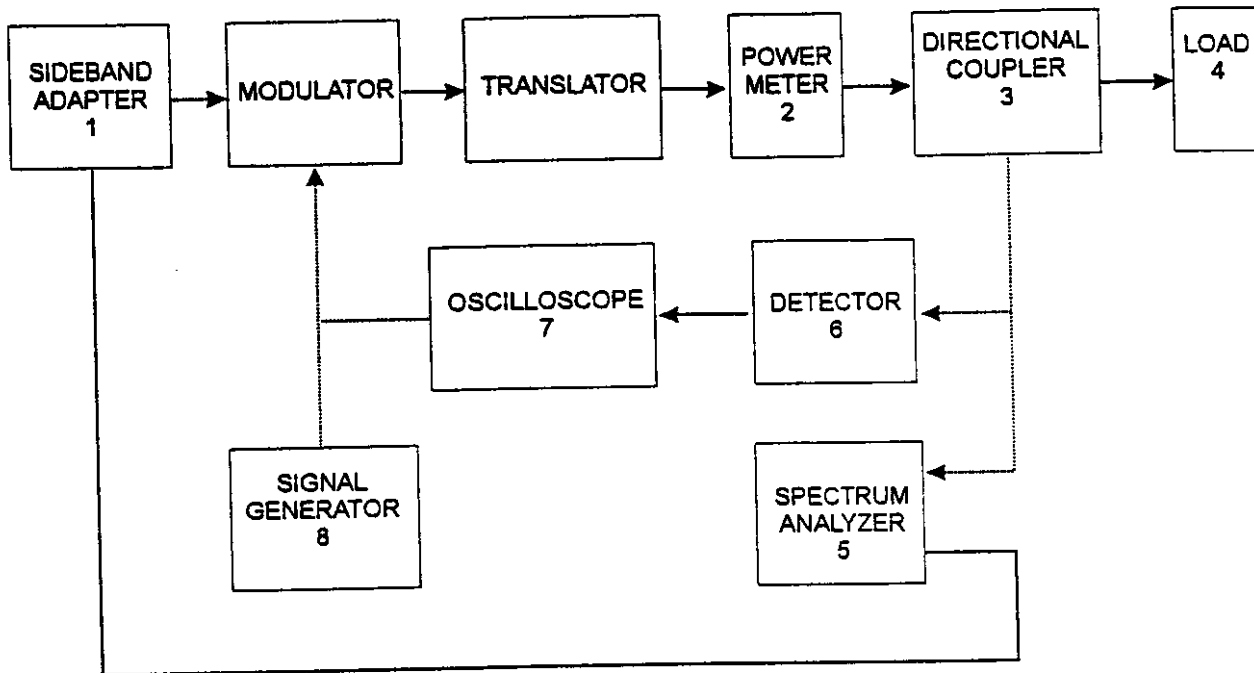 SIDEBAND
ADAPTER
1
MODULATOR
TRANSLATOR
POWER
METER
2
DIRECTIONAL
COUPLER
3
LOAD
4
OSCILLOSCOPE
7
DETECTOR
6
SIGNAL
GENERATOR
8
SPECTRUM
ANALYZER
5